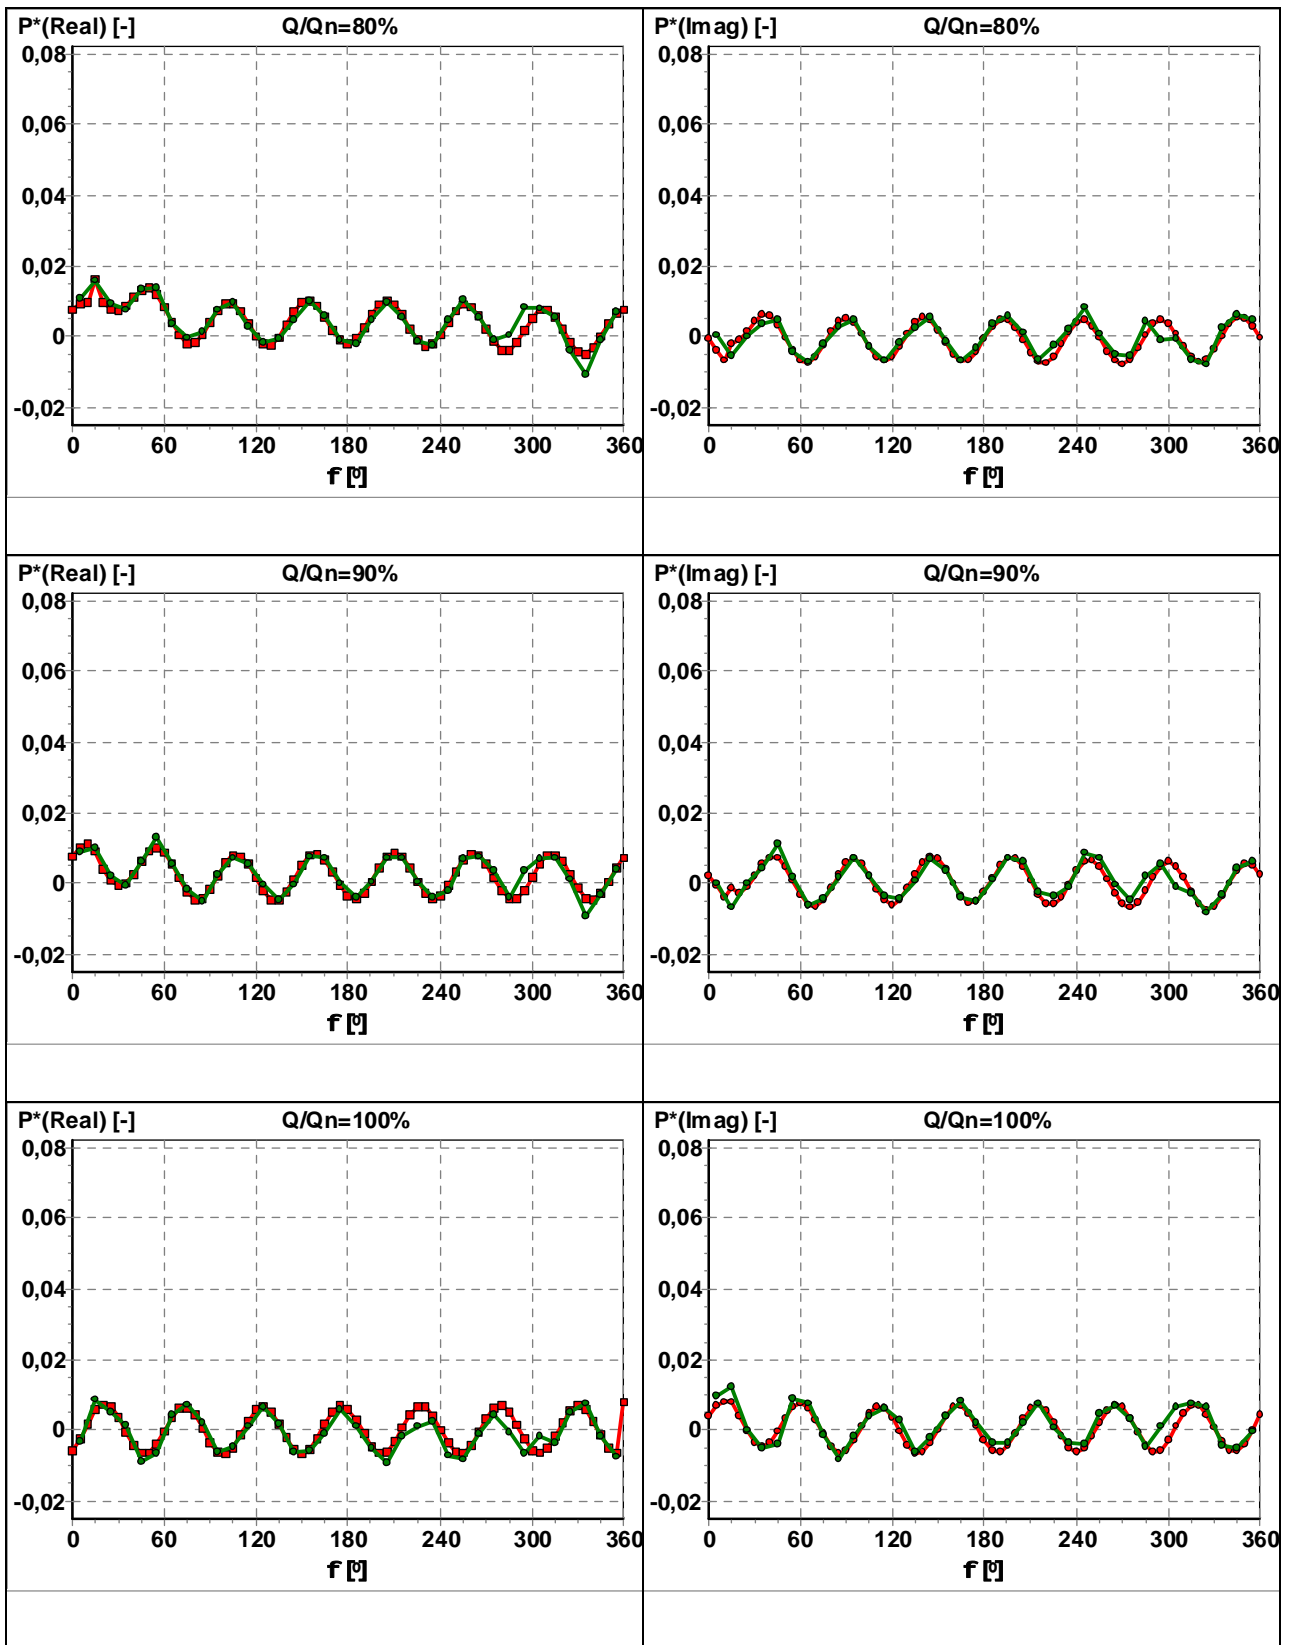 P*(Real) [-] Q/Qn=80%
0,08
0,06
0,04
0,02
0
-0,02
0 60 120 180 240 300 360
f [º]
P*(Imag) [-] Q/Qn=80%
0,08
0,06
0,04
0,02
0
-0,02
0 60 120 180 240 300 360
f [º]
P*(Real) [-] Q/Qn=90%
0,08
0,06
0,04
0,02
0
-0,02
0 60 120 180 240 300 360
f [º]
P*(Imag) [-] Q/Qn=90%
0,08
0,06
0,04
0,02
0
-0,02
0 60 120 180 240 300 360
f [º]
P*(Real) [-] Q/Qn=100%
0,08
0,06
0,04
0,02
0
-0,02
0 60 120 180 240 300 360
f [º]
P*(Imag) [-] Q/Qn=100%
0,08
0,06
0,04
0,02
0
-0,02
0 60 120 180 240 300 360
f [º]